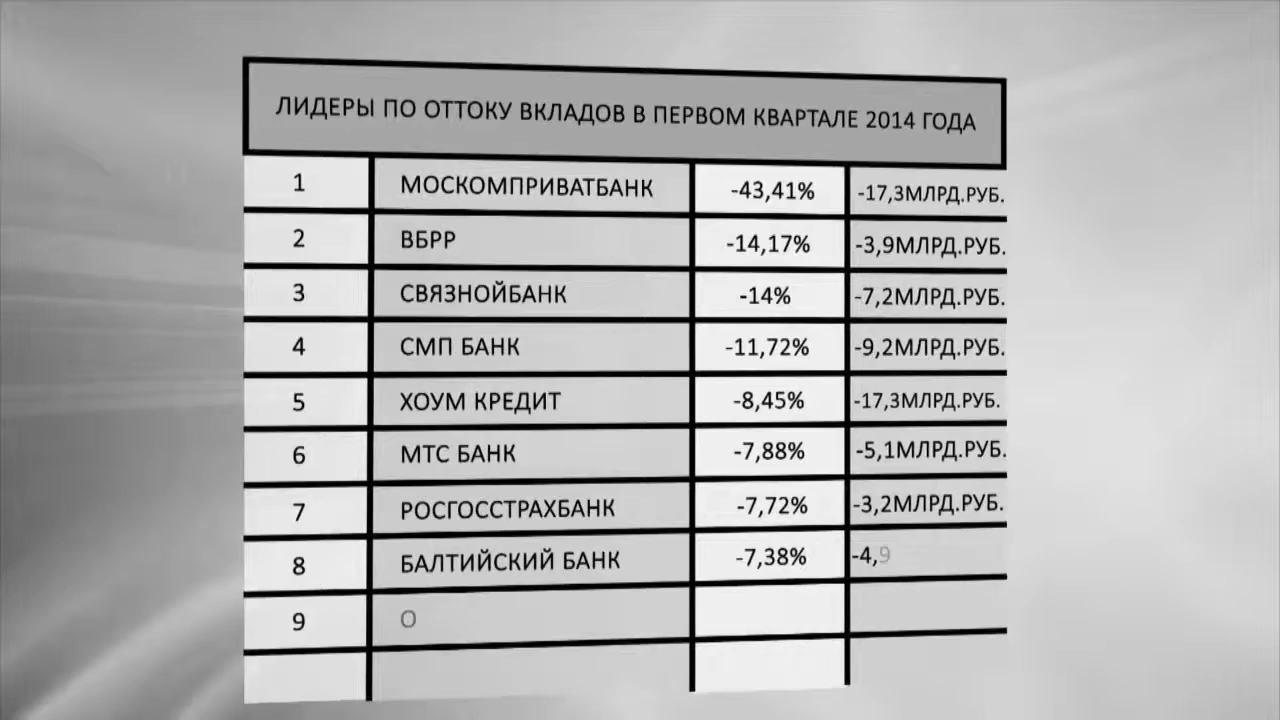 ЛИДЕРЫ ПО ОТТОКУ ВКЛАДОВ В ПЕРВОМ КВАРТАЛЕ 2014 ГОДА
1 МОСКОМПРИВАТБАНК -43,41% -17,3МЛРД.РУБ.
2 ВБРР -14,17% -3,9МЛРД.РУБ.
3 СВЯЗНОЙБАНК -14% -7,2МЛРД.РУБ.
4 СМП БАНК -11,72% -9,2МЛРД.РУБ.
5 ХОУМ КРЕДИТ -8,45% -17,3МЛРД.РУБ.
6 МТС БАНК -7,88% -5,1МЛРД.РУБ.
7 РОСГОССТРАХБАНК -7,72% -3,2МЛРД.РУБ.
8 БАЛТИЙСКИЙ БАНК -7,38% -4,9
9 О